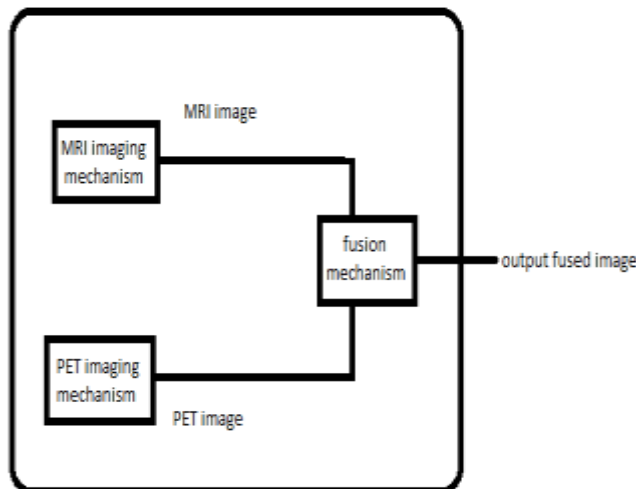 MRI image
MRI imaging
mechanism
fusion
mechanism
output fused image
PET imaging
mechanism
PET image